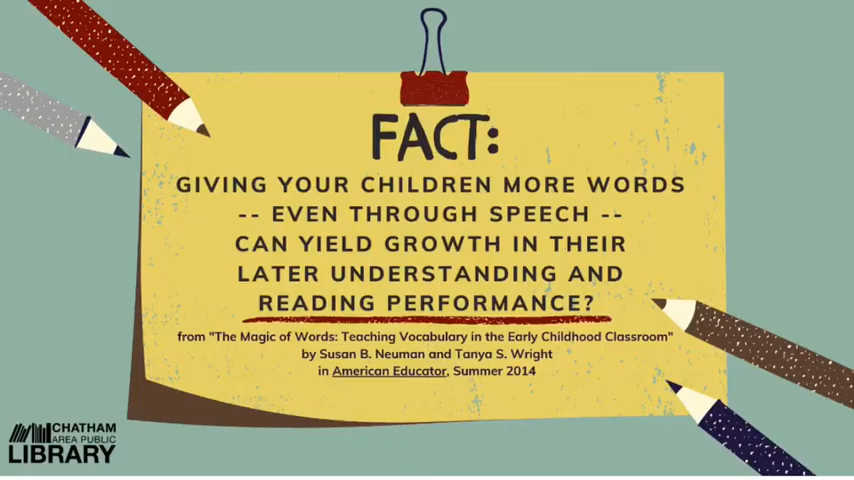 FACT:
GIVING YOUR CHILDREN MORE WORDS
-- EVEN THROUGH SPEECH --
CAN YIELD GROWTH IN THEIR
LATER UNDERSTANDING AND
READING PERFORMANCE?
from "The Magic of Words: Teaching Vocabulary in the Early Childhood Classroom"
by Susan B. Neuman and Tanya S. Wright
in American Educator, Summer 2014
CHATHAM
AREA PUBLIC
LIBRARY